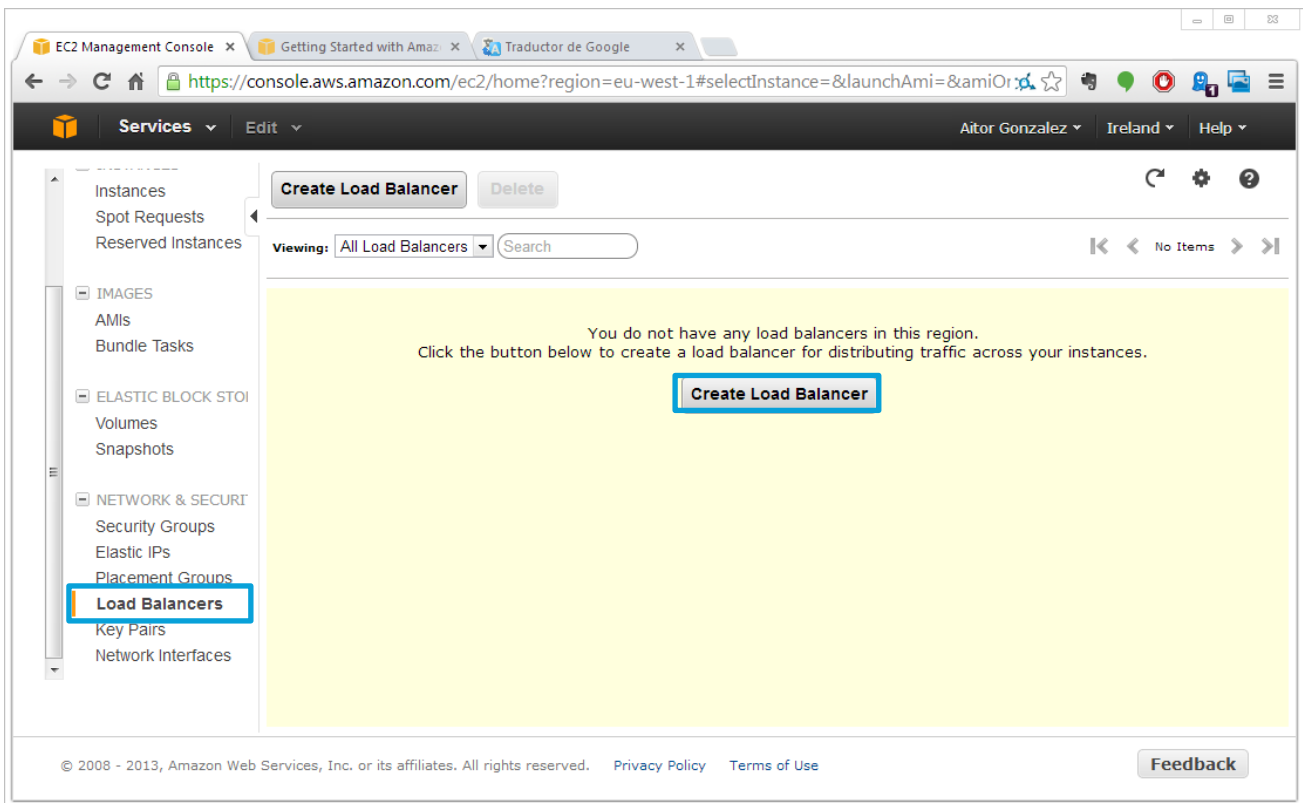 EC2 Management Console
Getting Started with Amaz
Traductor de Google
https://console.aws.amazon.com/ec2/home?region=eu-west-1#selectInstance=&launchAmi=&amiOr
1
Services Edit Aitor Gonzalez Ireland Help
Instances
Spot Requests
Reserved Instances
IMAGES
AMIs
Bundle Tasks
ELASTIC BLOCK STO
Volumes
Snapshots
NETWORK & SECURI
Security Groups
Elastic IPs
Placement Groups
Load Balancers
Key Pairs
Network Interfaces
Create Load Balancer Delete
Viewing: All Load Balancers Search No Items
You do not have any load balancers in this region.
Click the button below to create a load balancer for distributing traffic across your instances.
Create Load Balancer
© 2008 - 2013, Amazon Web Services, Inc. or its affiliates. All rights reserved. Privacy Policy Terms of Use Feedback